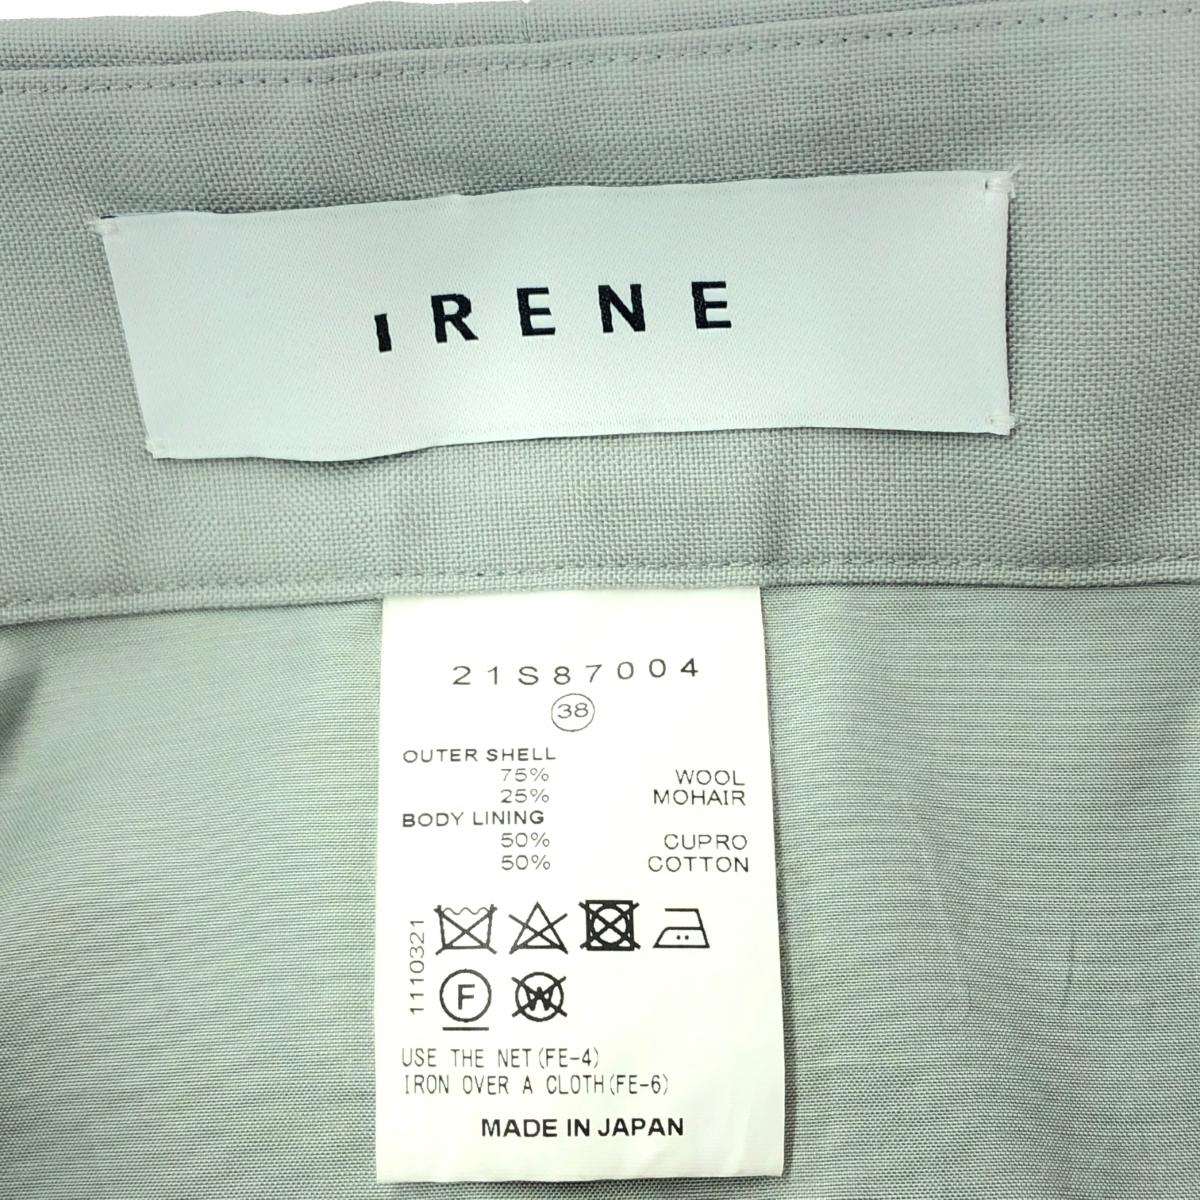 IRENE
21S87004
38
OUTER SHELL
75% WOOL
25% MOHAIR
BODY LINING
50% CUPRO
50% COTTON
1110321
F W
USE THE NET(FE-4)
IRON OVER A CLOTH(FE-6)
MADE IN JAPAN